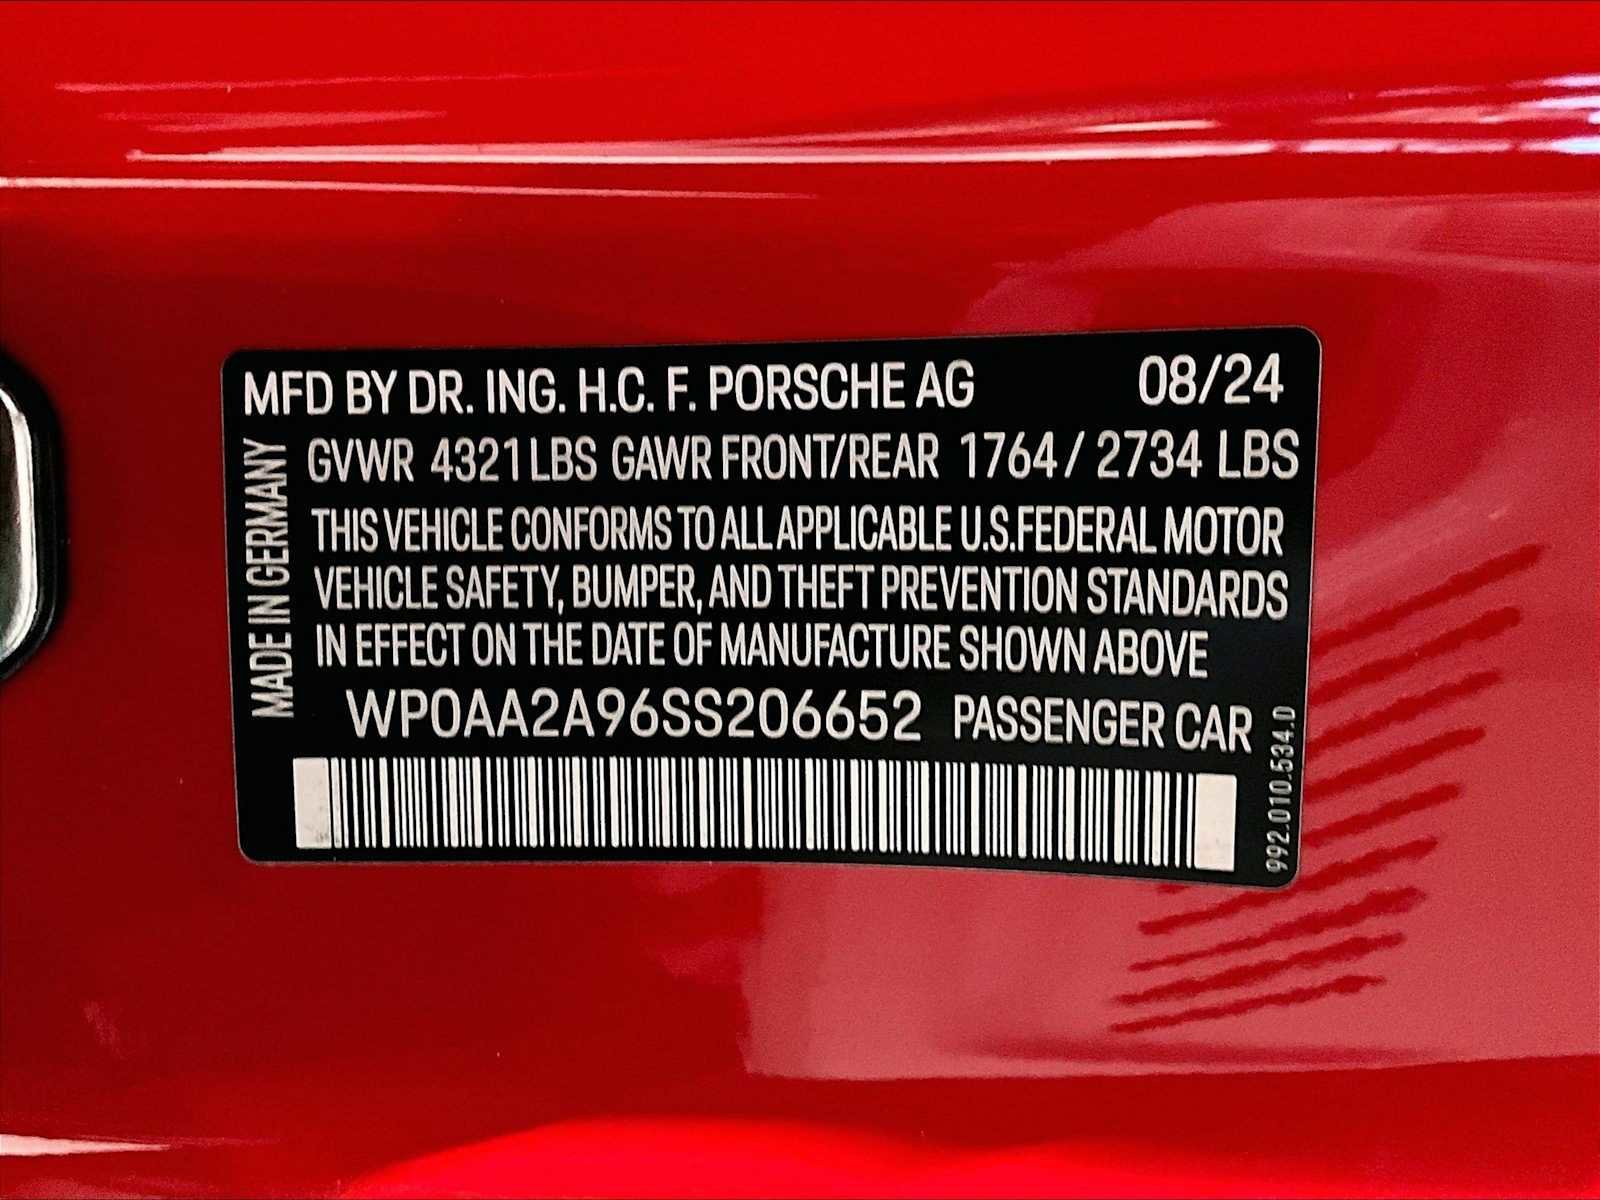 MFD BY DR. ING. H.C. F. PORSCHE AG 08/24
GVWR 4321 LBS GAWR FRONT/REAR 1764 / 2734 LBS
THIS VEHICLE CONFORMS TO ALL APPLICABLE U.S.FEDERAL MOTOR
VEHICLE SAFETY, BUMPER, AND THEFT PREVENTION STANDARDS
IN EFFECT ON THE DATE OF MANUFACTURE SHOWN ABOVE
WP0AA2A96SS206652 PASSENGER CAR
MADE IN GERMANY
992.010.534.D